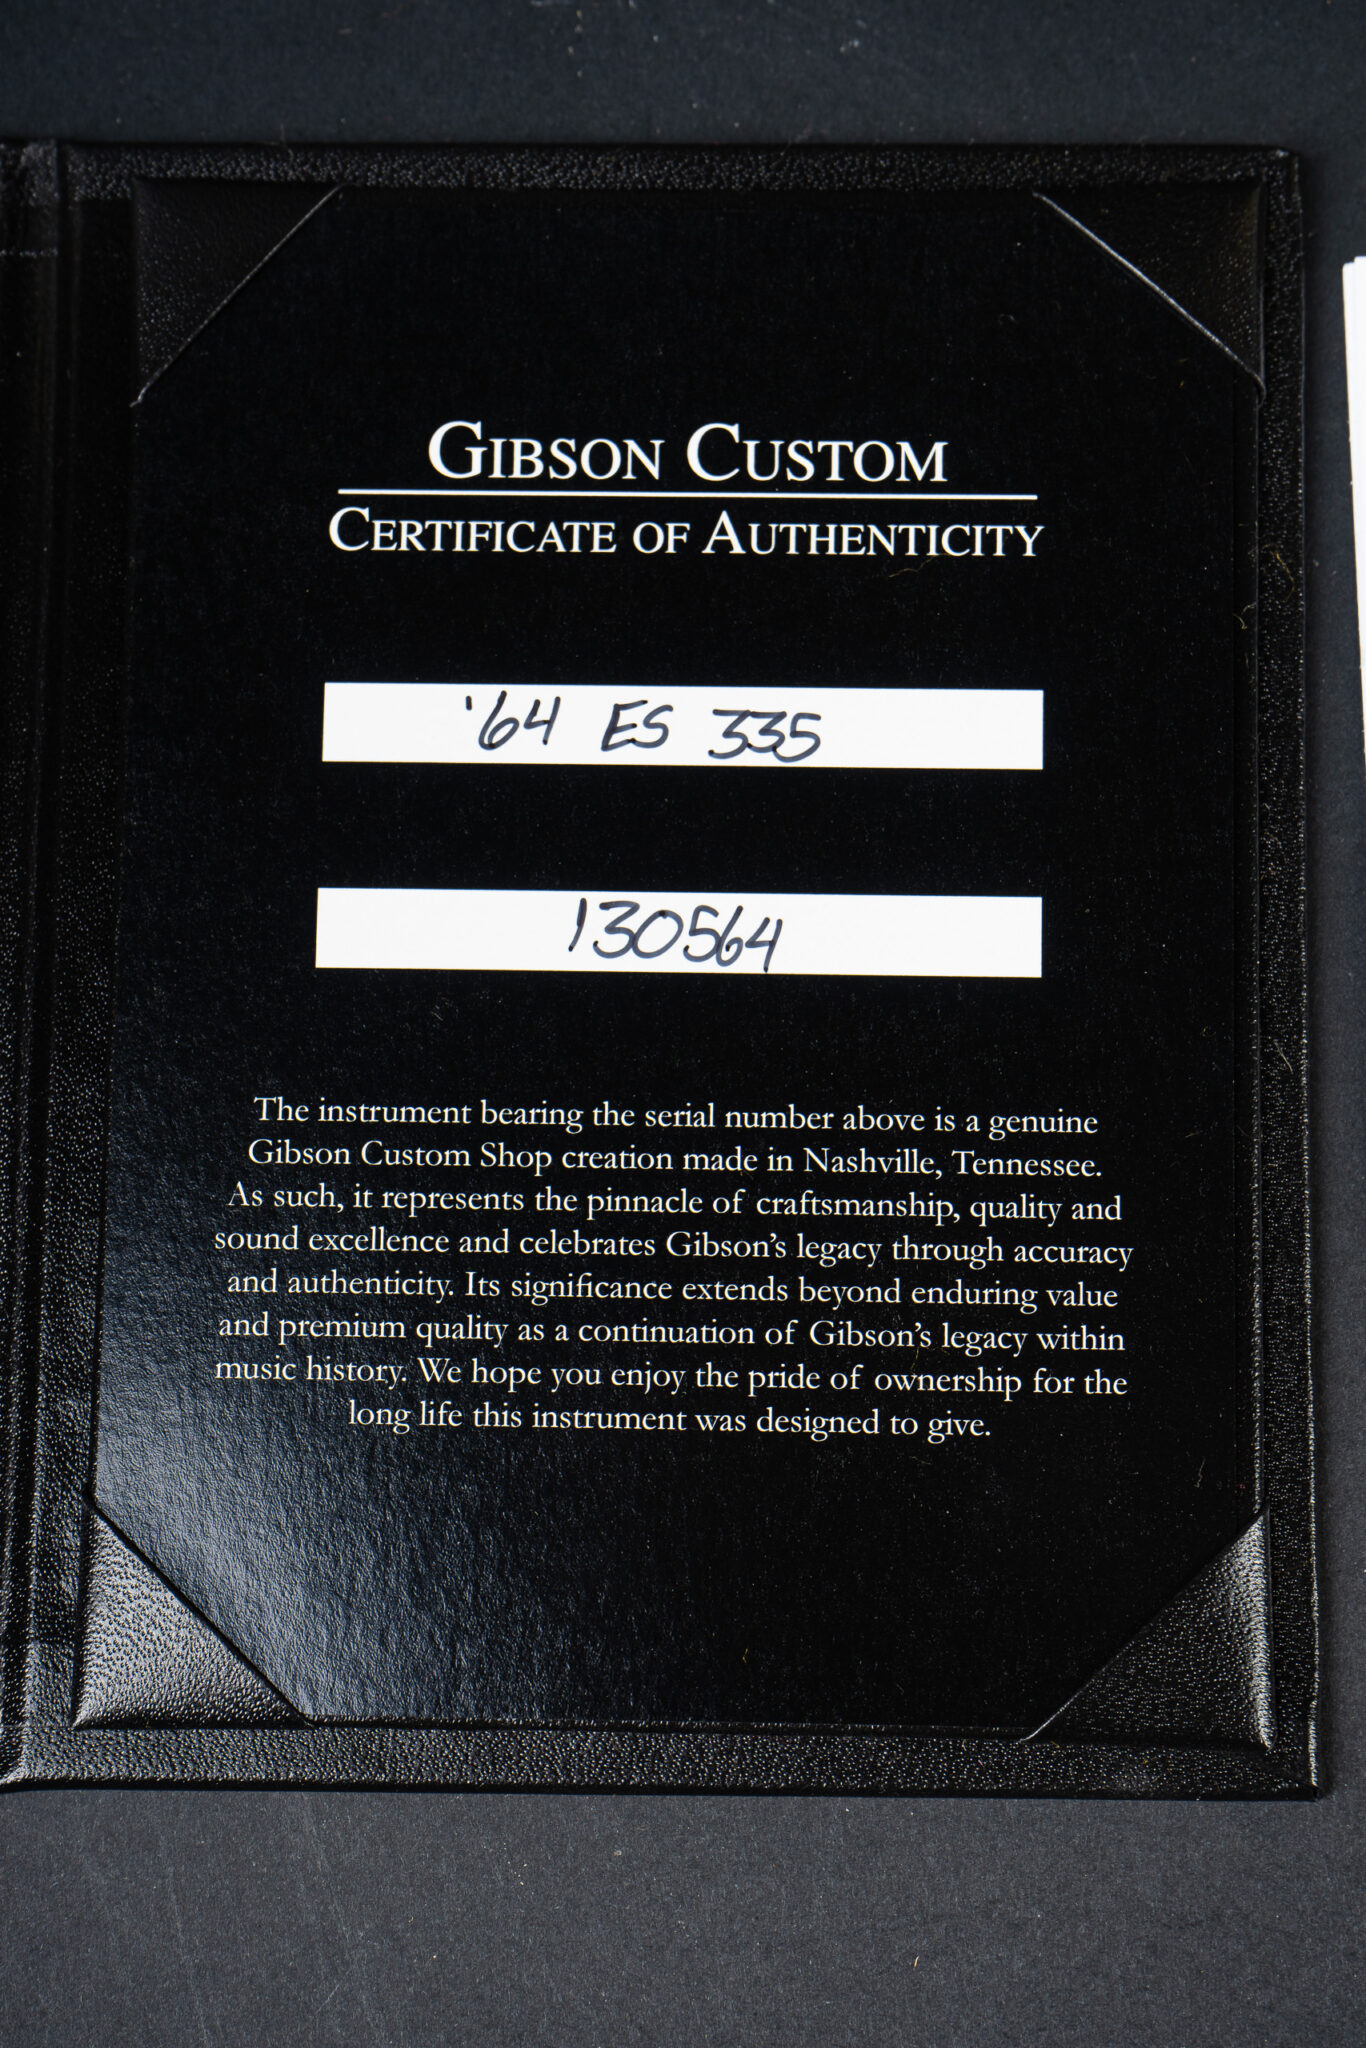 GIBSON CUSTOM
CERTIFICATE OF AUTHENTICITY
'64 ES 335
130564
The instrument bearing the serial number above is a genuine
Gibson Custom Shop creation made in Nashville, Tennessee.
As such, it represents the pinnacle of craftsmanship, quality and
sound excellence and celebrates Gibson's legacy through accuracy
and authenticity. Its significance extends beyond enduring value
and premium quality as a continuation of Gibson's legacy within
music history. We hope you enjoy the pride of ownership for the
long life this instrument was designed to give.